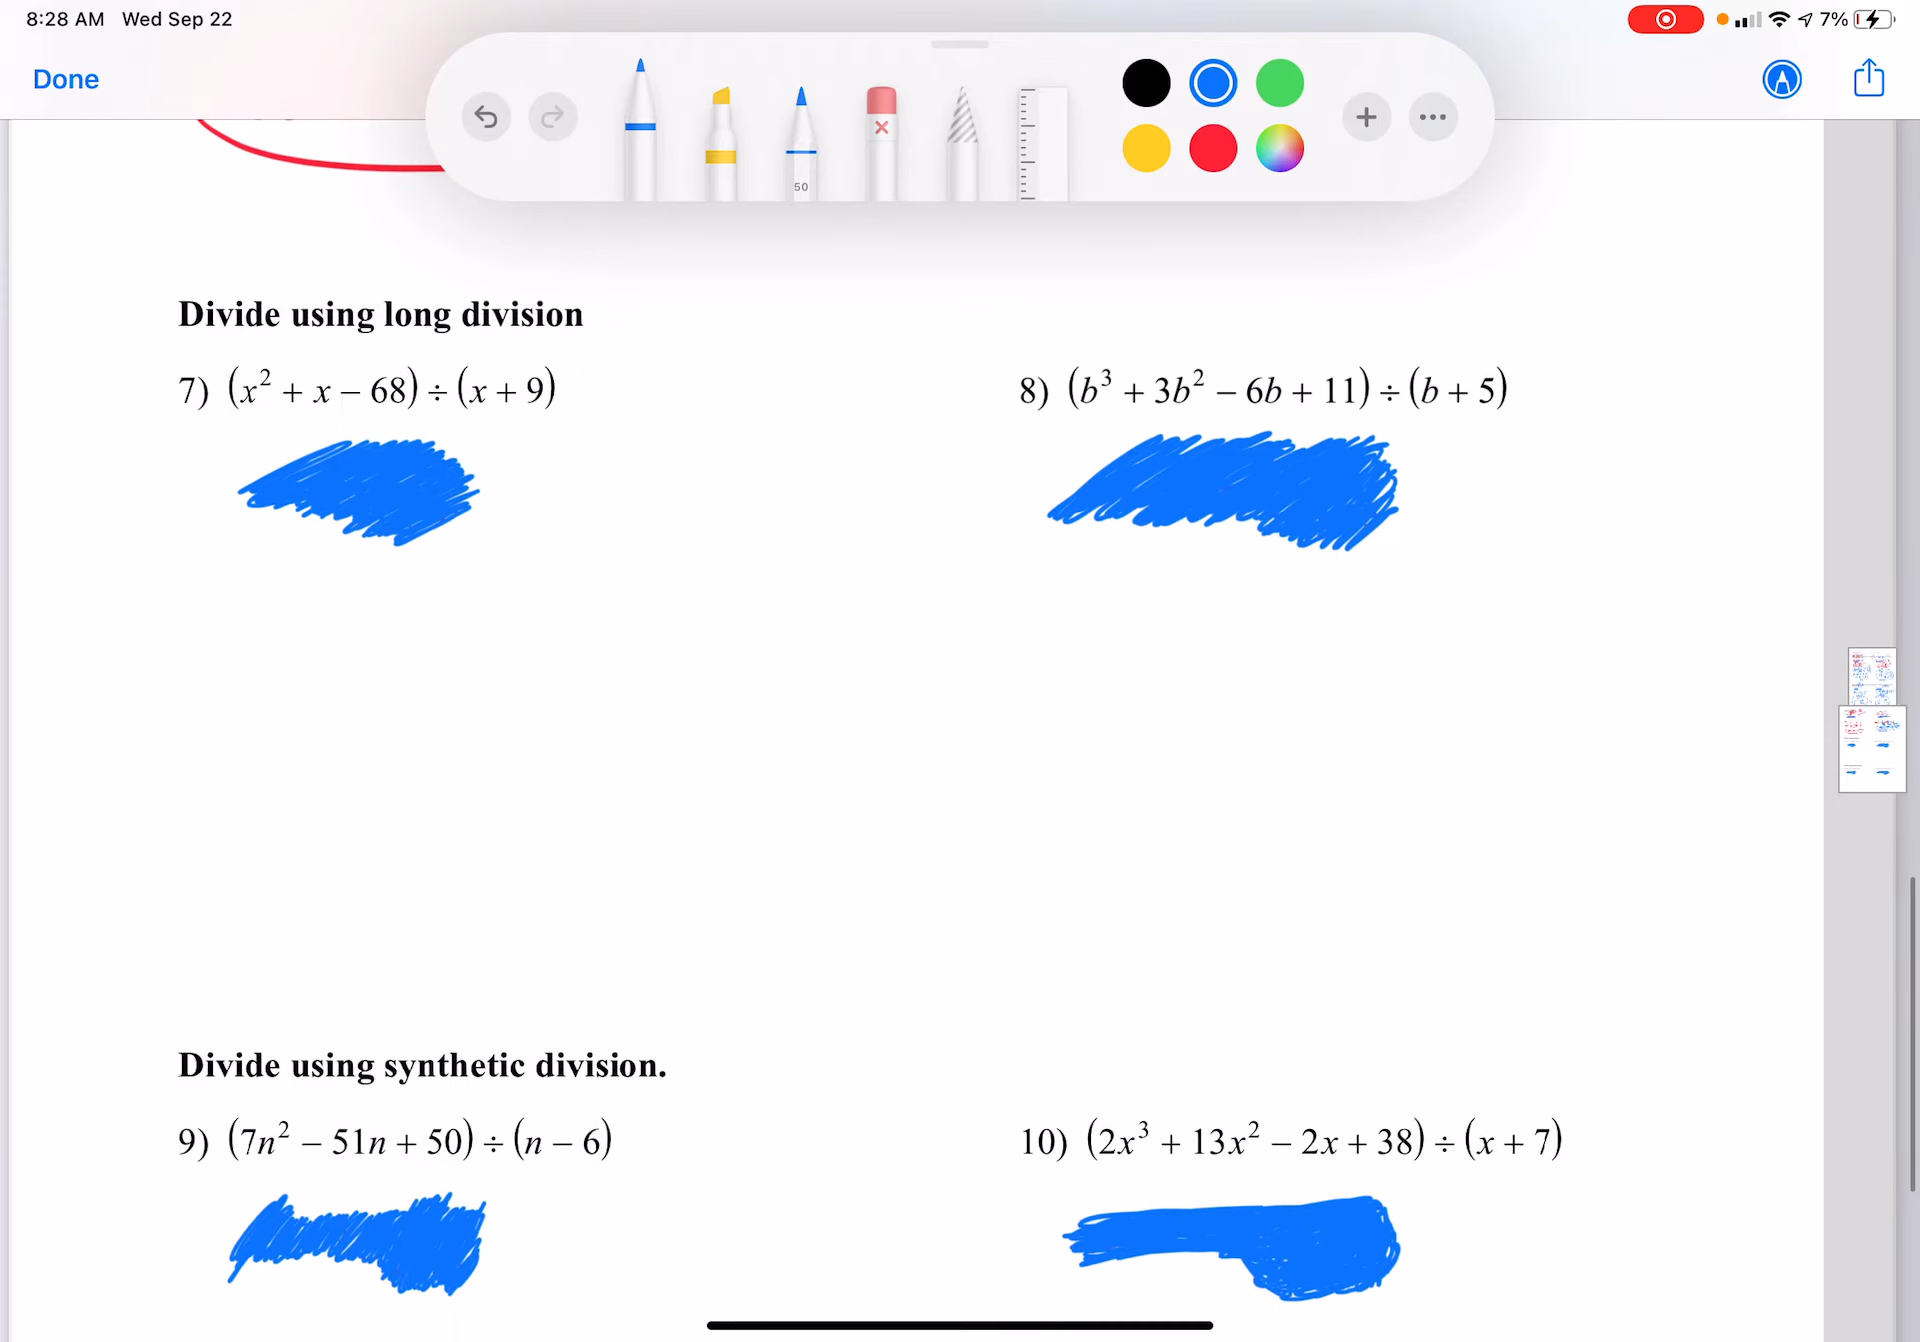 8:28 AM Wed Sep 22
7%
Done
50
Divide using long division
7) (x² + x − 68) ÷ (x + 9)
8) (b³ + 3b² − 6b + 11) ÷ (b + 5)
Divide using synthetic division.
9) (7n² − 51n + 50) ÷ (n − 6)
10) (2x³ + 13x² − 2x + 38) ÷ (x + 7)